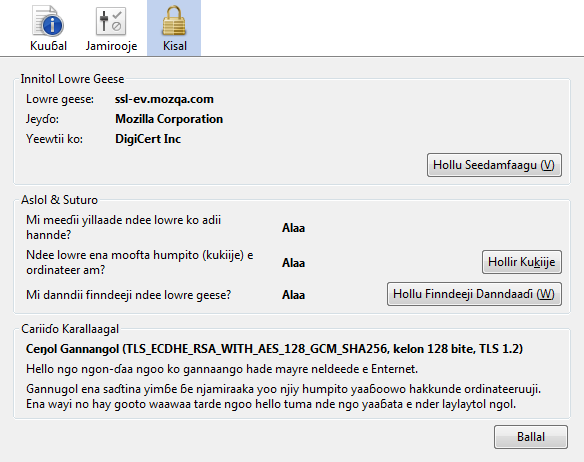 Kuuɓal Jamirooje Kisal
Innitol Lowre Geese
Lowre geese: ssl-ev.mozqa.com
Jeyɗo: Mozilla Corporation
Yeewtii ko: DigiCert Inc
Hollu Seedamfaagu (V)
Aslol & Suturo
Mi meeɗii yillaade ndee lowre ko adii
hannde? Alaa
Ndee lowre ena moofta humpito (kukiije) e
ordinateer am? Alaa Hollir Kukiije
Mi danndii finndeeji ndee lowre geese? Alaa Hollu Finndeeji Danndaaɗi (W)
Cariiɗo Karallaagal
Ceŋol Gannangol (TLS_ECDHE_RSA_WITH_AES_128_GCM_SHA256, kelon 128 bite, TLS 1.2)
Hello ngo ngon-ɗaa ngoo ko gannaango hade mayre neldeede e Enternet.
Gannugol ena saɗtina yimɓe ɓe njamiraaka yoo njiy humpito yaaɓoowo hakkunde ordinateeruuji.
Ena wayi no hay gooto waawaa tarde ngoo hello tuma nde ngo yaaɓata e nder laylaytol ngol.
Ballal